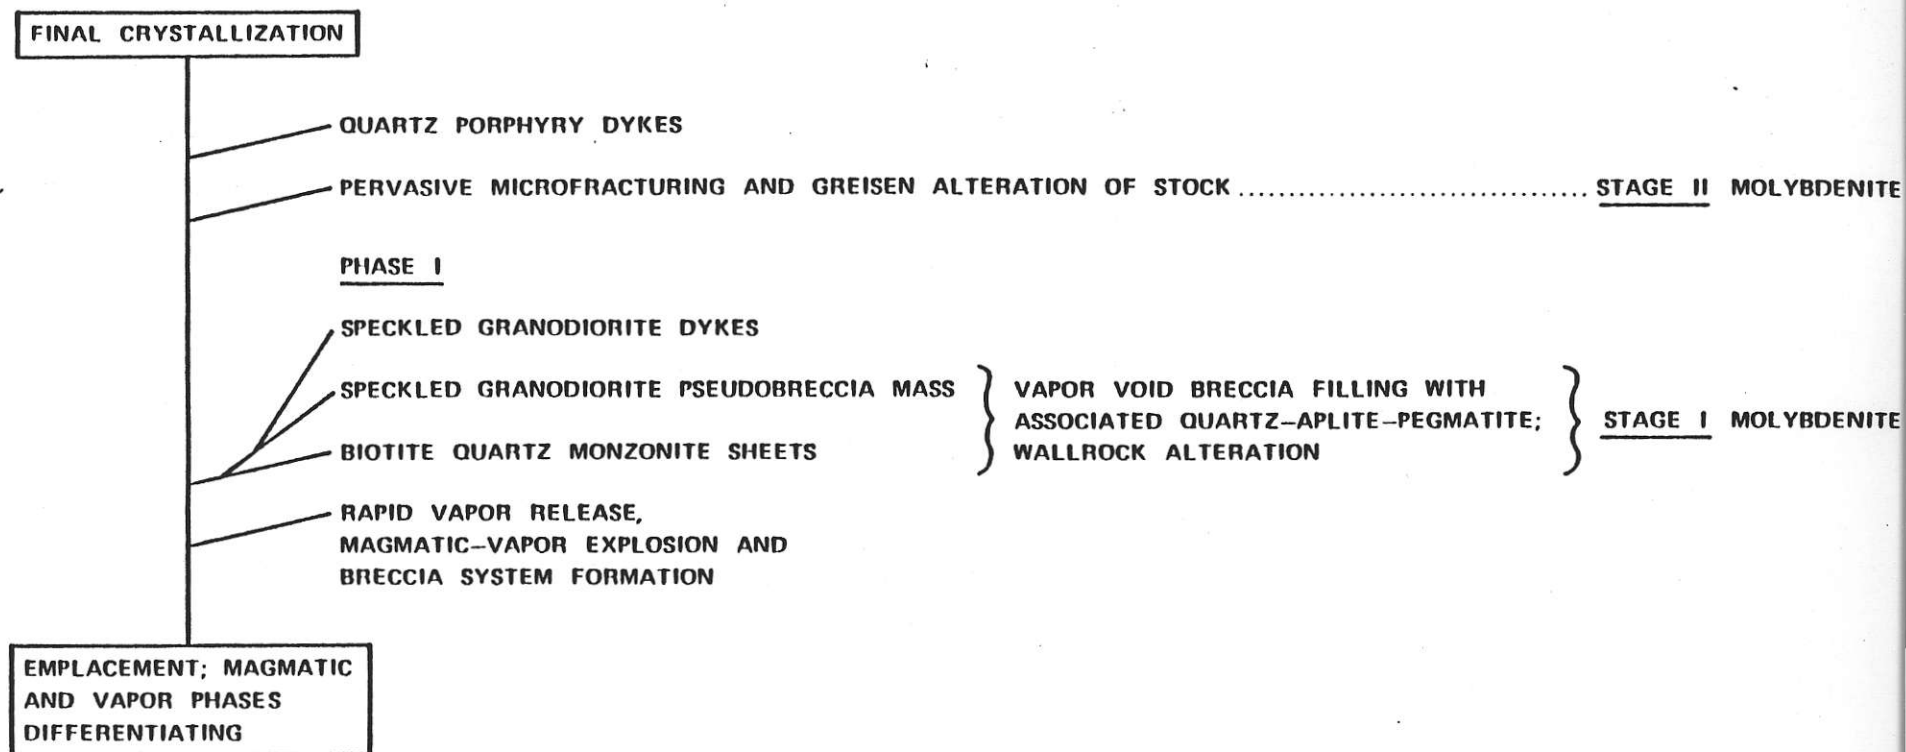 FINAL CRYSTALLIZATION
QUARTZ PORPHYRY DYKES
PERVASIVE MICROFRACTURING AND GREISEN ALTERATION OF STOCK .................................. STAGE II MOLYBDENITE
PHASE I
SPECKLED GRANODIORITE DYKES
SPECKLED GRANODIORITE PSEUDOBRECCIA MASS
BIOTITE QUARTZ MONZONITE SHEETS
VAPOR VOID BRECCIA FILLING WITH
ASSOCIATED QUARTZ–APLITE–PEGMATITE;
WALLROCK ALTERATION
STAGE I MOLYBDENITE
RAPID VAPOR RELEASE,
MAGMATIC–VAPOR EXPLOSION AND
BRECCIA SYSTEM FORMATION
EMPLACEMENT; MAGMATIC
AND VAPOR PHASES
DIFFERENTIATING